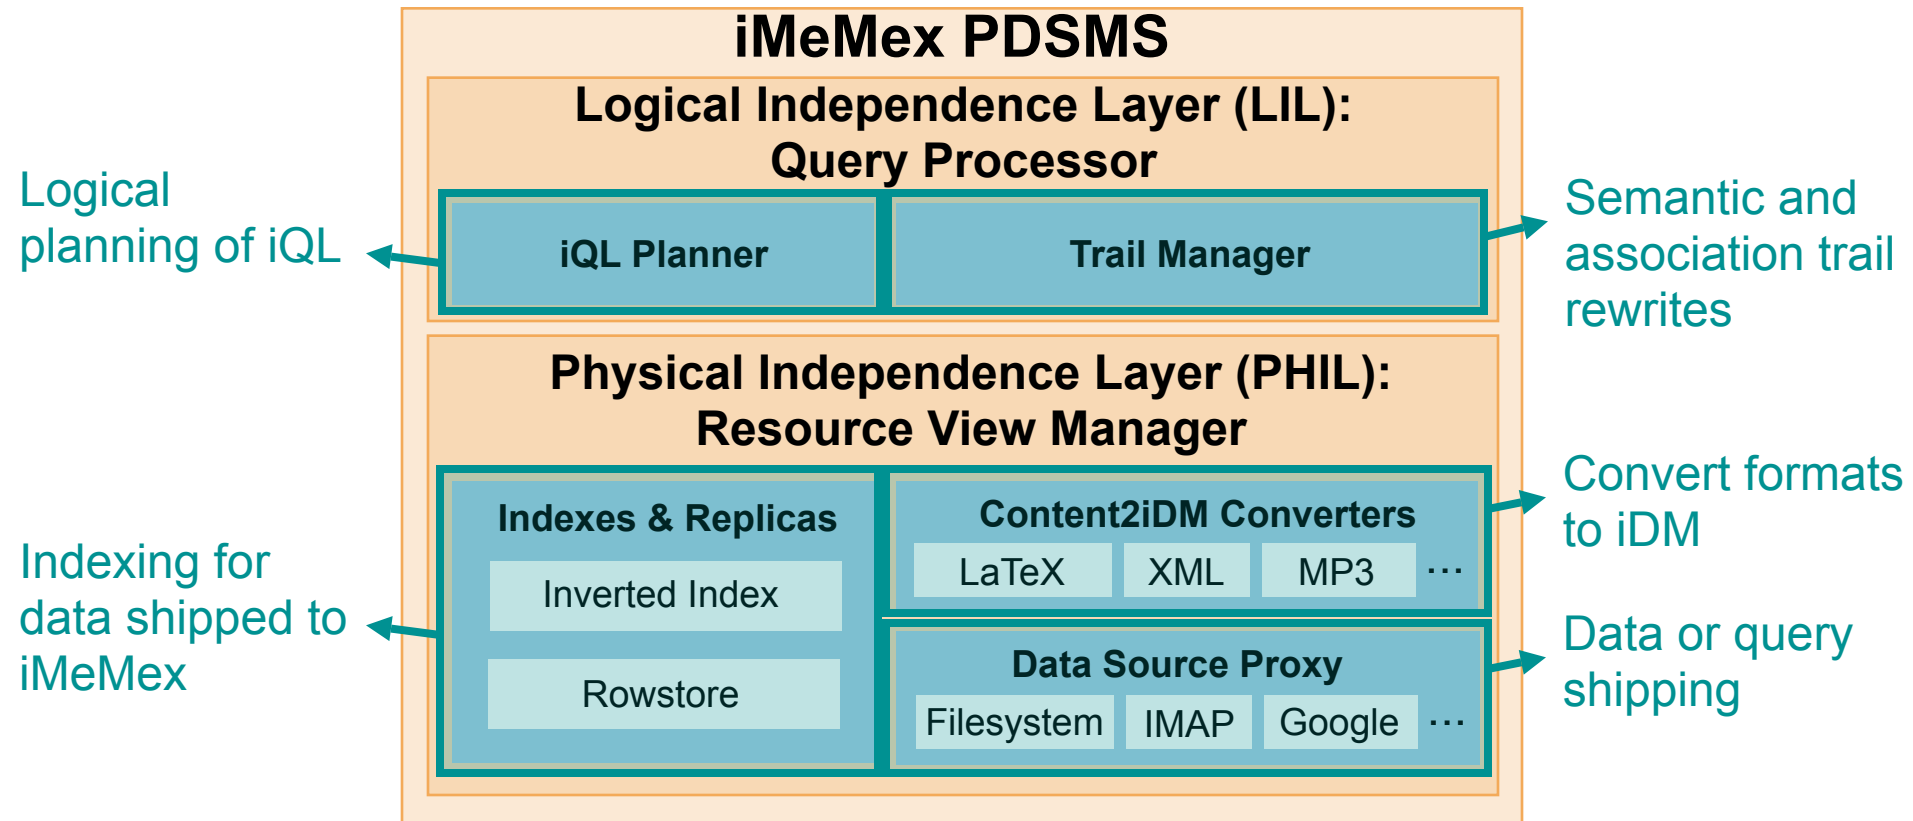 iMeMex PDSMS
Logical Independence Layer (LIL):
Query Processor
Logical
planning of iQL
iQL Planner
Trail Manager
Semantic and
association trail
rewrites
Physical Independence Layer (PHIL):
Resource View Manager
Indexing for
data shipped to
iMeMex
Indexes & Replicas
Inverted Index
Rowstore
Content2iDM Converters
LaTeX XML MP3 ...
Convert formats
to iDM
Data Source Proxy
Filesystem IMAP Google ...
Data or query
shipping